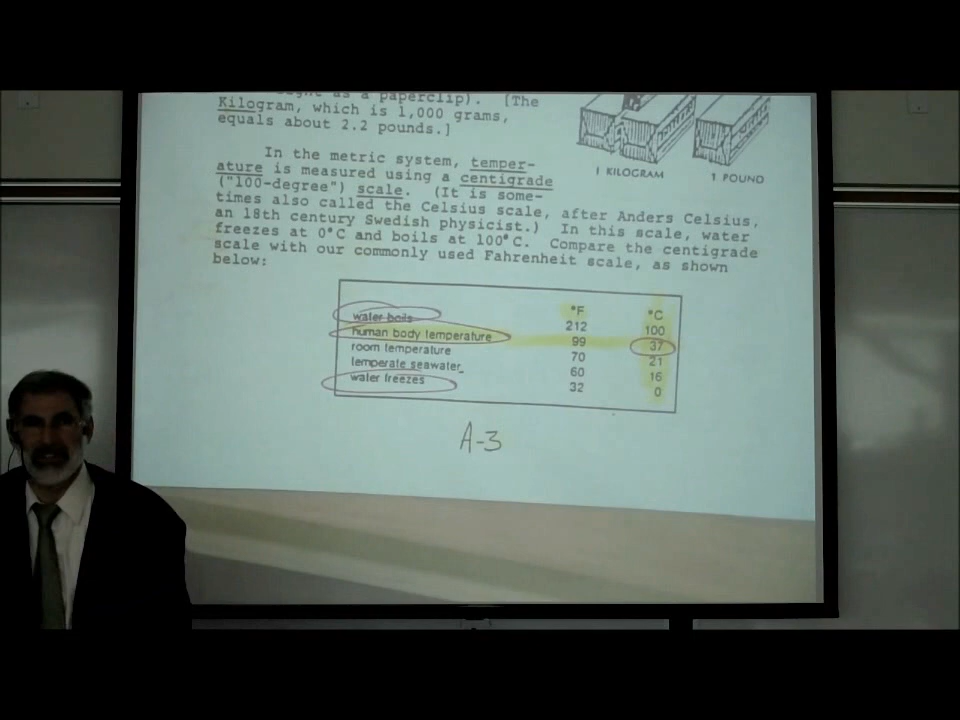 as a paperclip). [The
Kilogram, which is 1,000 grams,
equals about 2.2 pounds.]
1 KILOGRAM
1 POUND
In the metric system, temper-
ature is measured using a centigrade
("100-degree") scale. (It is some-
times also called the Celsius scale, after Anders Celsius,
an 18th century Swedish physicist.) In this scale, water
freezes at 0°C and boils at 100°C. Compare the centigrade
scale with our commonly used Fahrenheit scale, as shown
below:
°F °C
water boils 212 100
human body temperature 99 37
room temperature 70 21
temperate seawater 60 16
water freezes 32 0
A-3